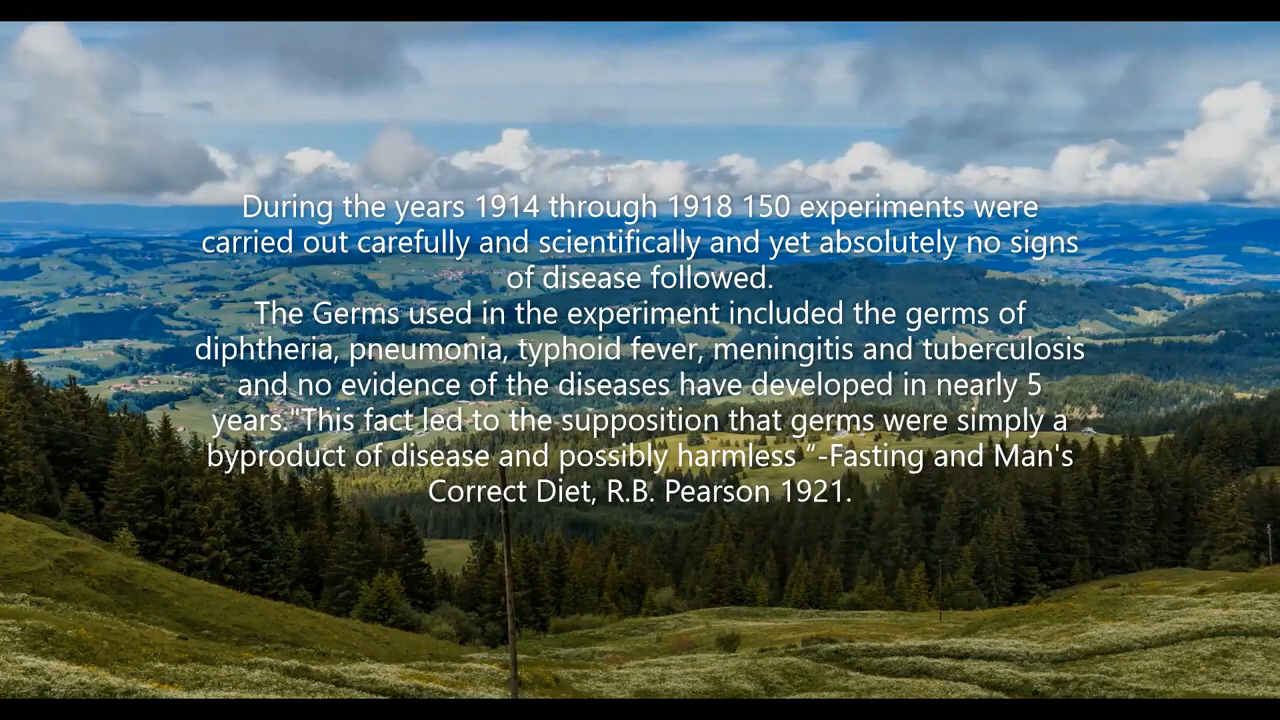 During the years 1914 through 1918 150 experiments were
carried out carefully and scientifically and yet absolutely no signs
of disease followed.
The Germs used in the experiment included the germs of
diphtheria, pneumonia, typhoid fever, meningitis and tuberculosis
and no evidence of the diseases have developed in nearly 5
years."This fact led to the supposition that germs were simply a
byproduct of disease and possibly harmless “-Fasting and Man's
Correct Diet, R.B. Pearson 1921.